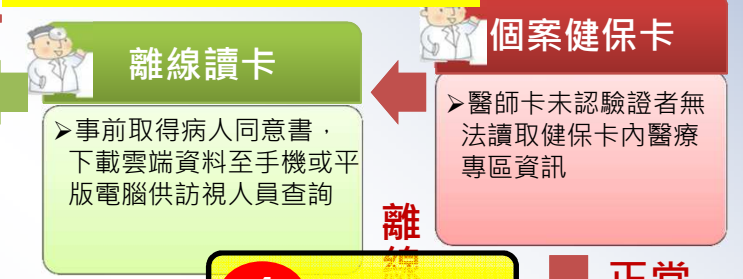 離線讀卡
➢事前取得病人同意書，
下載雲端資料至手機或平
版電腦供訪視人員查詢
個案健保卡
➢醫師卡未認驗證者無
法讀取健保卡內醫療
專區資訊
離
線
正常